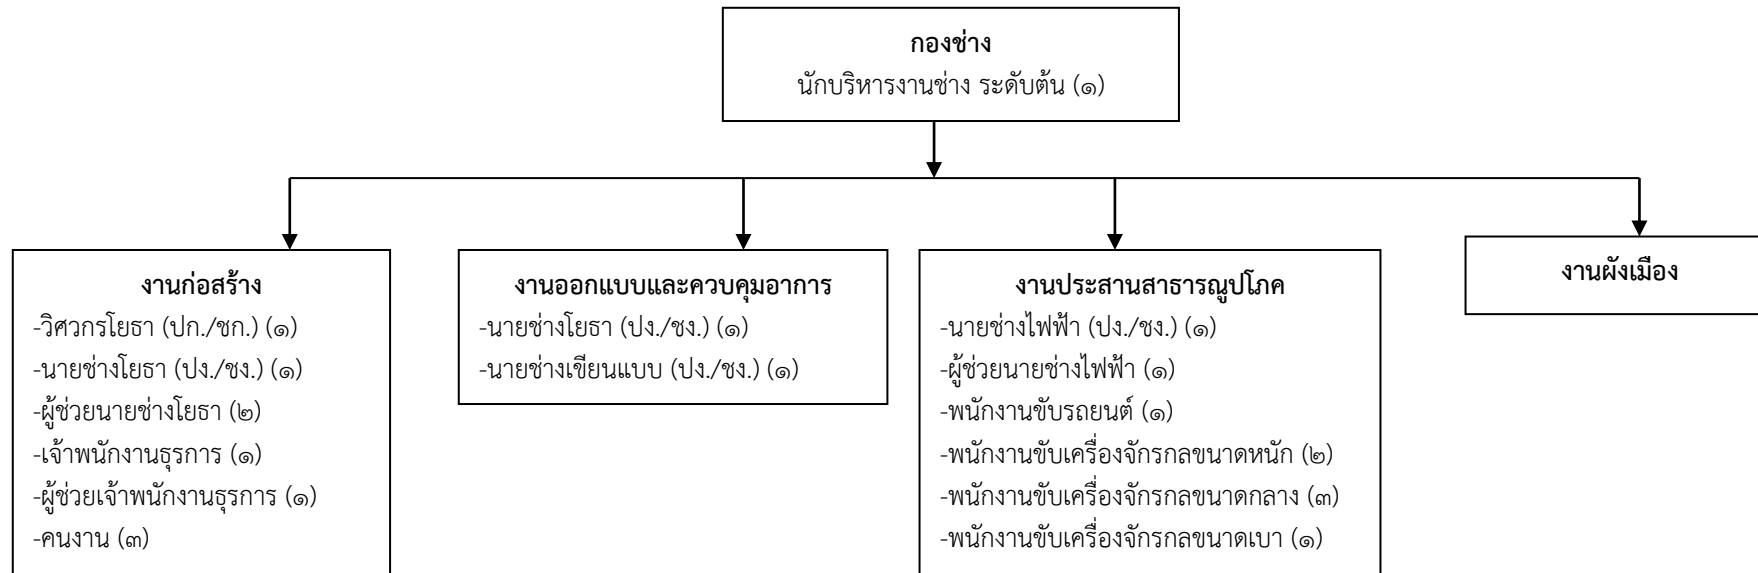 กองช่าง
นักบริหารงานช่าง ระดับต้น (๑)
งานก่อสร้าง
-วิศวกรโยธา (ปก./ชก.) (๑)
-นายช่างโยธา (ปง./ชง.) (๑)
-ผู้ช่วยนายช่างโยธา (๒)
-เจ้าพนักงานธุรการ (๑)
-ผู้ช่วยเจ้าพนักงานธุรการ (๑)
-คนงาน (๓)
งานออกแบบและควบคุมอาการ
-นายช่างโยธา (ปง./ชง.) (๑)
-นายช่างเขียนแบบ (ปง./ชง.) (๑)
งานประสานสาธารณูปโภค
-นายช่างไฟฟ้า (ปง./ชง.) (๑)
-ผู้ช่วยนายช่างไฟฟ้า (๑)
-พนักงานขับรถยนต์ (๑)
-พนักงานขับเครื่องจักรกลขนาดหนัก (๒)
-พนักงานขับเครื่องจักรกลขนาดกลาง (๓)
-พนักงานขับเครื่องจักรกลขนาดเบา (๑)
งานผังเมือง